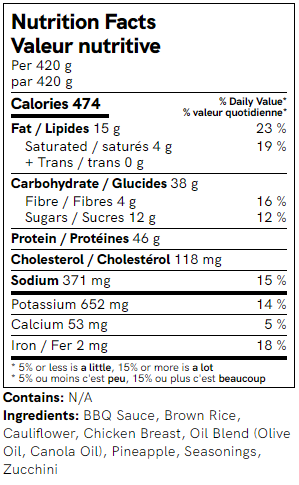 Nutrition Facts
Valeur nutritive
Per 420 g
par 420 g
Calories 474
% Daily Value*
% valeur quotidienne*
Fat / Lipides 15 g 23 %
Saturated / saturés 4 g 19 %
+ Trans / trans 0 g
Carbohydrate / Glucides 38 g
Fibre / Fibres 4 g 16 %
Sugars / Sucres 12 g 12 %
Protein / Protéines 46 g
Cholesterol / Cholestérol 118 mg
Sodium 371 mg 15 %
Potassium 652 mg 14 %
Calcium 53 mg 5 %
Iron / Fer 2 mg 18 %
* 5% or less is a little, 15% or more is a lot
* 5% ou moins c'est peu, 15% ou plus c'est beaucoup
Contains: N/A
Ingredients: BBQ Sauce, Brown Rice,
Cauliflower, Chicken Breast, Oil Blend (Olive
Oil, Canola Oil), Pineapple, Seasonings,
Zucchini